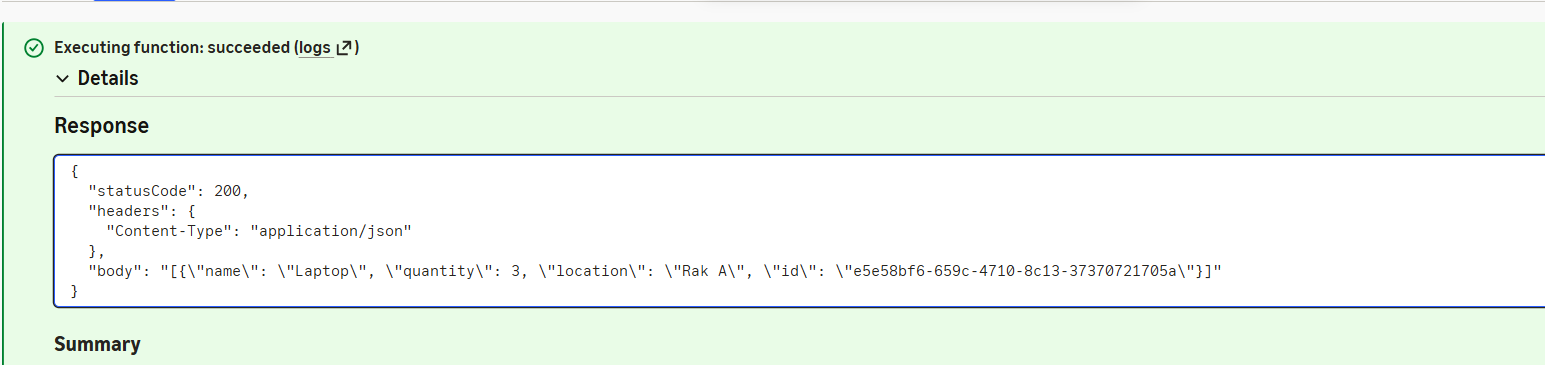 Executing function: succeeded (logs)
Details
Response
{
"statusCode": 200,
"headers": {
"Content-Type": "application/json"
},
"body": "[{\"name\": \"Laptop\", \"quantity\": 3, \"location\": \"Rak A\", \"id\": \"e5e58bf6-659c-4710-8c13-37370721705a\"}]"
}
Summary